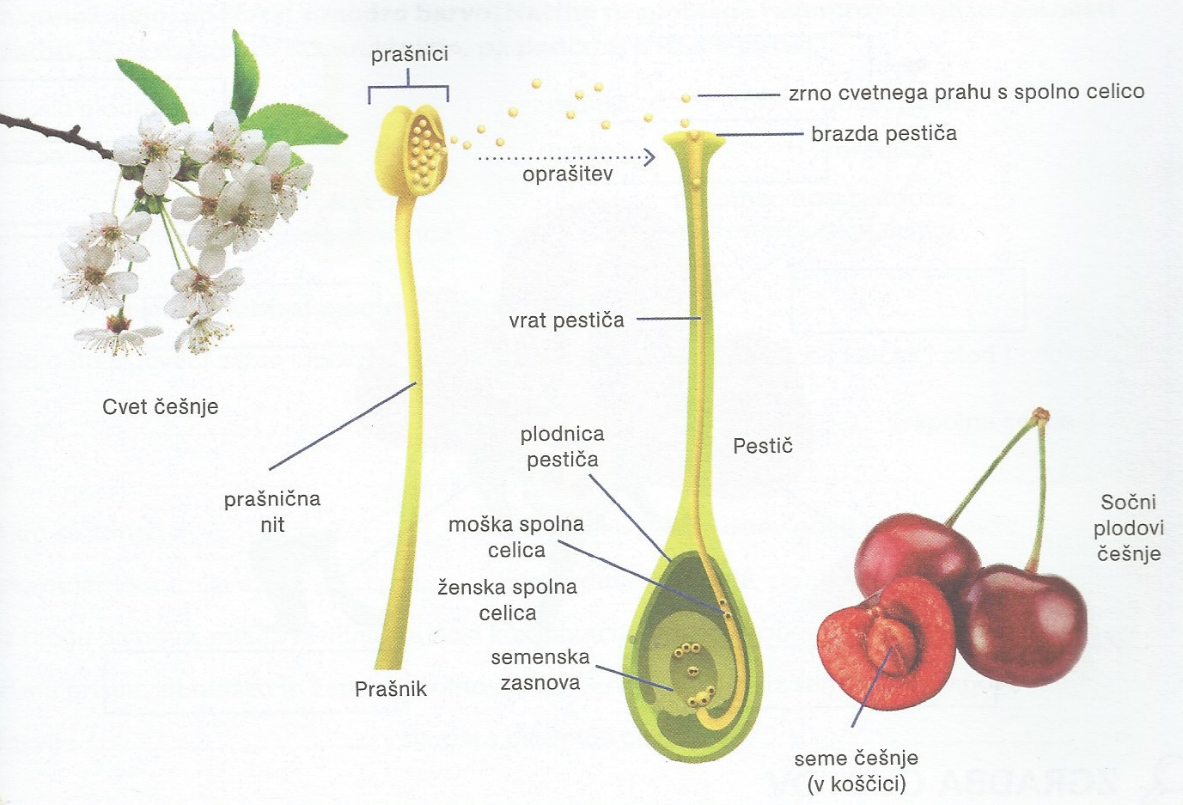 prašnici
zrno cvetnega prahu s spolno celico
brazda pestiča
oprašitev
vrat pestiča
Cvet češnje
plodnica
pestiča
Pestič
prašnična
nit
moška spolna
celica
Sočni
plodovi
češnje
ženska spolna
celica
semenska
zasnova
Prašnik
seme češnje
(v koščici)